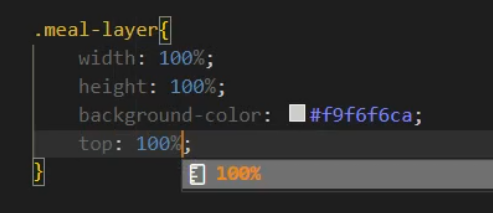 .meal-layer{
width: 100%;
height: 100%;
background-color: #f9f6f6ca;
top: 100%;
100%
}